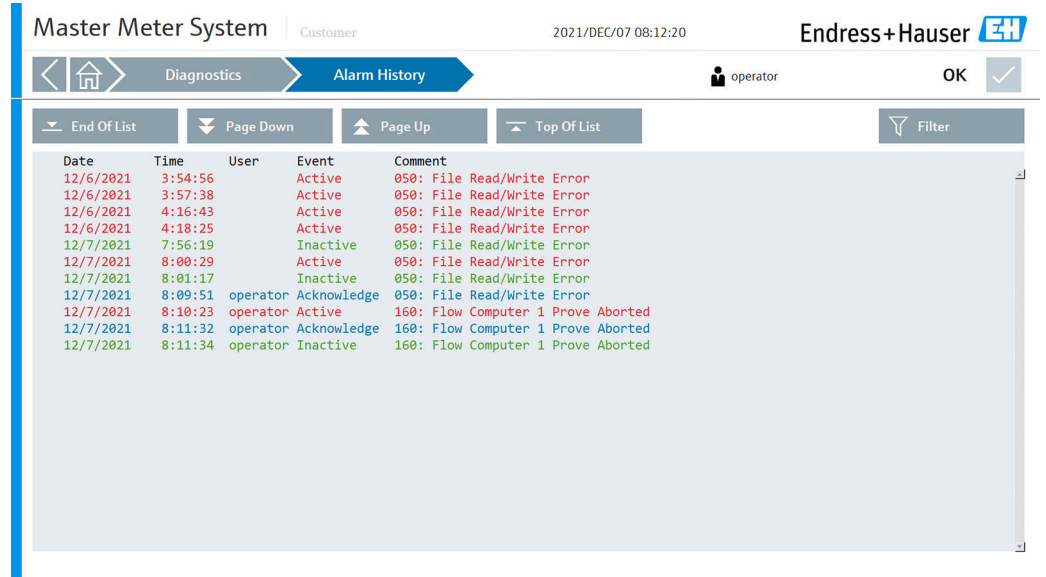 Master Meter System Customer 2021/DEC/07 08:12:20 Endress+Hauser EH
Diagnostics Alarm History operator OK
End Of List Page Down Page Up Top Of List Filter
Date Time User Event Comment
12/6/2021 3:54:56 Active 050: File Read/Write Error
12/6/2021 3:57:38 Active 050: File Read/Write Error
12/6/2021 4:16:43 Active 050: File Read/Write Error
12/6/2021 4:18:25 Active 050: File Read/Write Error
12/7/2021 7:56:19 Inactive 050: File Read/Write Error
12/7/2021 8:00:29 Active 050: File Read/Write Error
12/7/2021 8:01:17 Inactive 050: File Read/Write Error
12/7/2021 8:09:51 operator Acknowledge 050: File Read/Write Error
12/7/2021 8:10:23 operator Active 160: Flow Computer 1 Prove Aborted
12/7/2021 8:11:32 operator Acknowledge 160: Flow Computer 1 Prove Aborted
12/7/2021 8:11:34 operator Inactive 160: Flow Computer 1 Prove Aborted